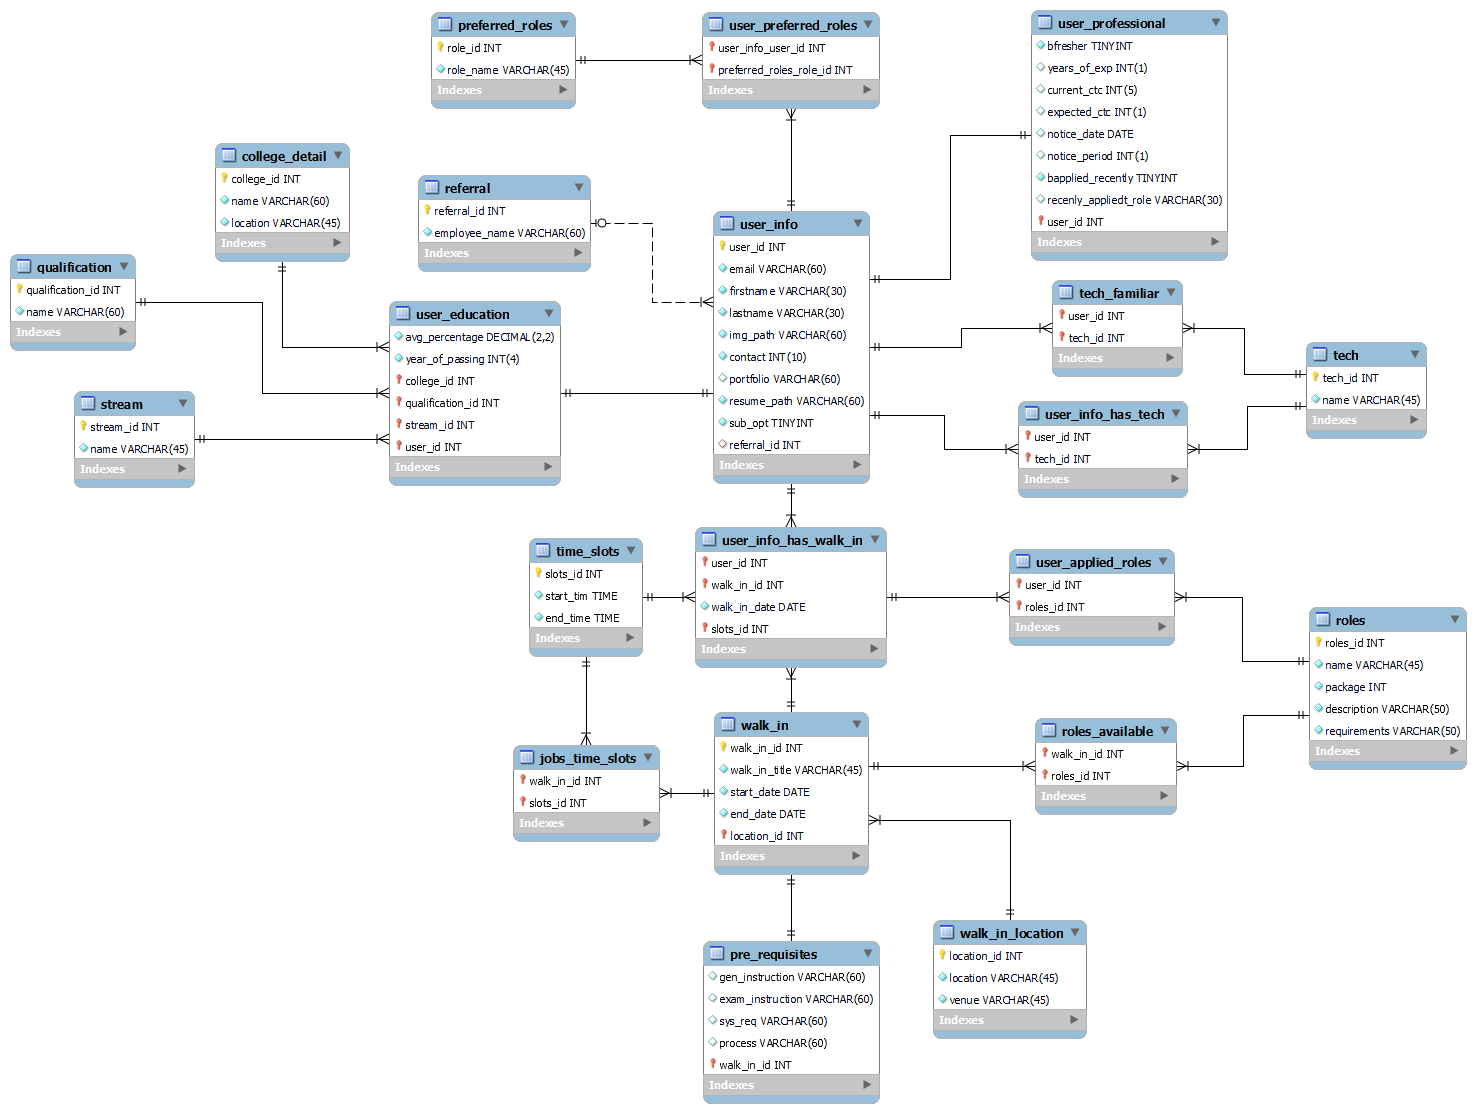 preferred_roles
role_id INT
role_name VARCHAR(45)
Indexes
user_preferred_roles
user_info_user_id INT
preferred_roles_role_id INT
Indexes
user_professional
bfresher TINYINT
years_of_exp INT(1)
current_ctc INT(5)
expected_ctc INT(1)
notice_date DATE
notice_period INT(1)
bapplied_recently TINYINT
recenly_appliedt_role VARCHAR(30)
user_id INT
Indexes
college_detail
college_id INT
name VARCHAR(60)
location VARCHAR(45)
Indexes
referral
referral_id INT
employee_name VARCHAR(60)
Indexes
user_info
user_id INT
email VARCHAR(60)
firstname VARCHAR(30)
lastname VARCHAR(30)
img_path VARCHAR(60)
contact INT(10)
portfolio VARCHAR(60)
resume_path VARCHAR(60)
sub_opt TINYINT
referral_id INT
Indexes
qualification
qualification_id INT
name VARCHAR(60)
Indexes
user_education
avg_percentage DECIMAL(2,2)
year_of_passing INT(4)
college_id INT
qualification_id INT
stream_id INT
user_id INT
Indexes
stream
stream_id INT
name VARCHAR(45)
Indexes
tech_familiar
user_id INT
tech_id INT
Indexes
tech
tech_id INT
name VARCHAR(45)
Indexes
user_info_has_tech
user_id INT
tech_id INT
Indexes
time_slots
slots_id INT
start_tim TIME
end_time TIME
Indexes
user_info_has_walk_in
user_id INT
walk_in_id INT
walk_in_date DATE
slots_id INT
Indexes
user_applied_roles
user_id INT
roles_id INT
Indexes
roles
roles_id INT
name VARCHAR(45)
package INT
description VARCHAR(50)
requirements VARCHAR(50)
Indexes
jobs_time_slots
walk_in_id INT
slots_id INT
Indexes
walk_in
walk_in_id INT
walk_in_title VARCHAR(45)
start_date DATE
end_date DATE
location_id INT
Indexes
roles_available
walk_in_id INT
roles_id INT
Indexes
walk_in_location
location_id INT
location VARCHAR(45)
venue VARCHAR(45)
Indexes
pre_requisites
gen_instruction VARCHAR(60)
exam_instruction VARCHAR(60)
sys_req VARCHAR(60)
process VARCHAR(60)
walk_in_id INT
Indexes